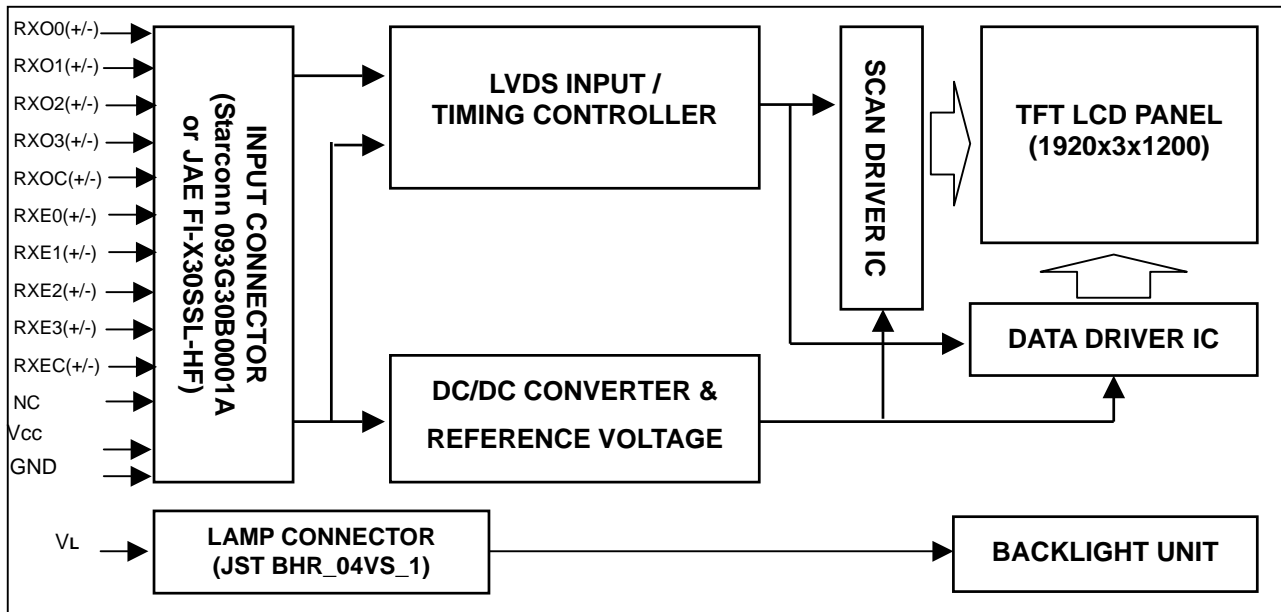 RXO0(+/-)
RXO1(+/-)
RXO2(+/-)
RXO3(+/-)
RXOC(+/-)
RXE0(+/-)
RXE1(+/-)
RXE2(+/-)
RXE3(+/-)
RXEC(+/-)
NC
Vcc
GND
VL
INPUT CONNECTOR
(Starconn 093G30B0001A
or JAE FI-X30SSL-HF)
LVDS INPUT /
TIMING CONTROLLER
DC/DC CONVERTER &
REFERENCE VOLTAGE
SCAN DRIVER IC
TFT LCD PANEL
(1920x3x1200)
DATA DRIVER IC
LAMP CONNECTOR
(JST BHR_04VS_1)
BACKLIGHT UNIT